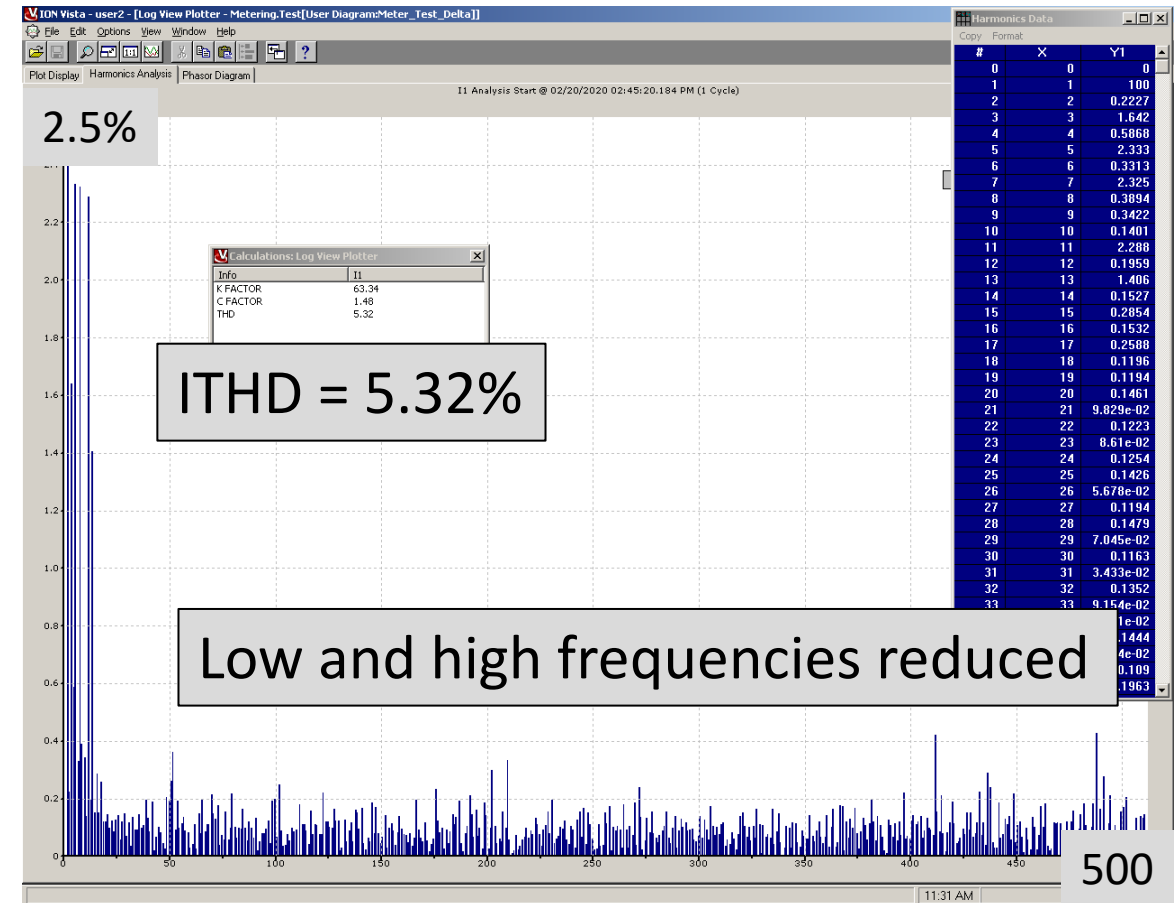 ION Vista - user2 - [Log View Plotter - Metering.Test[User Diagram:Meter_Test_Delta]]
File Edit Options View Window Help
Plot Display Harmonics Analysis Phasor Diagram
I1 Analysis Start @ 02/20/2020 02:45:20.184 PM (1 Cycle)
2.5%
2.2
2.0
1.8
1.6
1.4
1.2
1.0
0.8
0.6
0.4
0.2
0
0 50 100 150 200 250 300 350 400 450
500
Calculations: Log View Plotter
Info I1
K FACTOR 63.34
C FACTOR 1.48
THD 5.32
ITHD = 5.32%
Low and high frequencies reduced
Harmonics Data
Copy Format
# X Y1
0 0 0
1 1 100
2 2 0.2227
3 3 1.642
4 4 0.5868
5 5 2.333
6 6 0.3313
7 7 2.325
8 8 0.3894
9 9 0.3422
10 10 0.1401
11 11 2.288
12 12 0.1959
13 13 1.406
14 14 0.1527
15 15 0.2854
16 16 0.1532
17 17 0.2588
18 18 0.1196
19 19 0.1194
20 20 0.1461
21 21 9.829e-02
22 22 0.1223
23 23 8.61e-02
24 24 0.1254
25 25 0.1426
26 26 5.678e-02
27 27 0.1194
28 28 0.1479
29 29 7.045e-02
30 30 0.1163
31 31 3.433e-02
32 32 0.1352
33 33 9.154e-02
1e-02
.1444
4e-02
0.109
.1963
11:31 AM